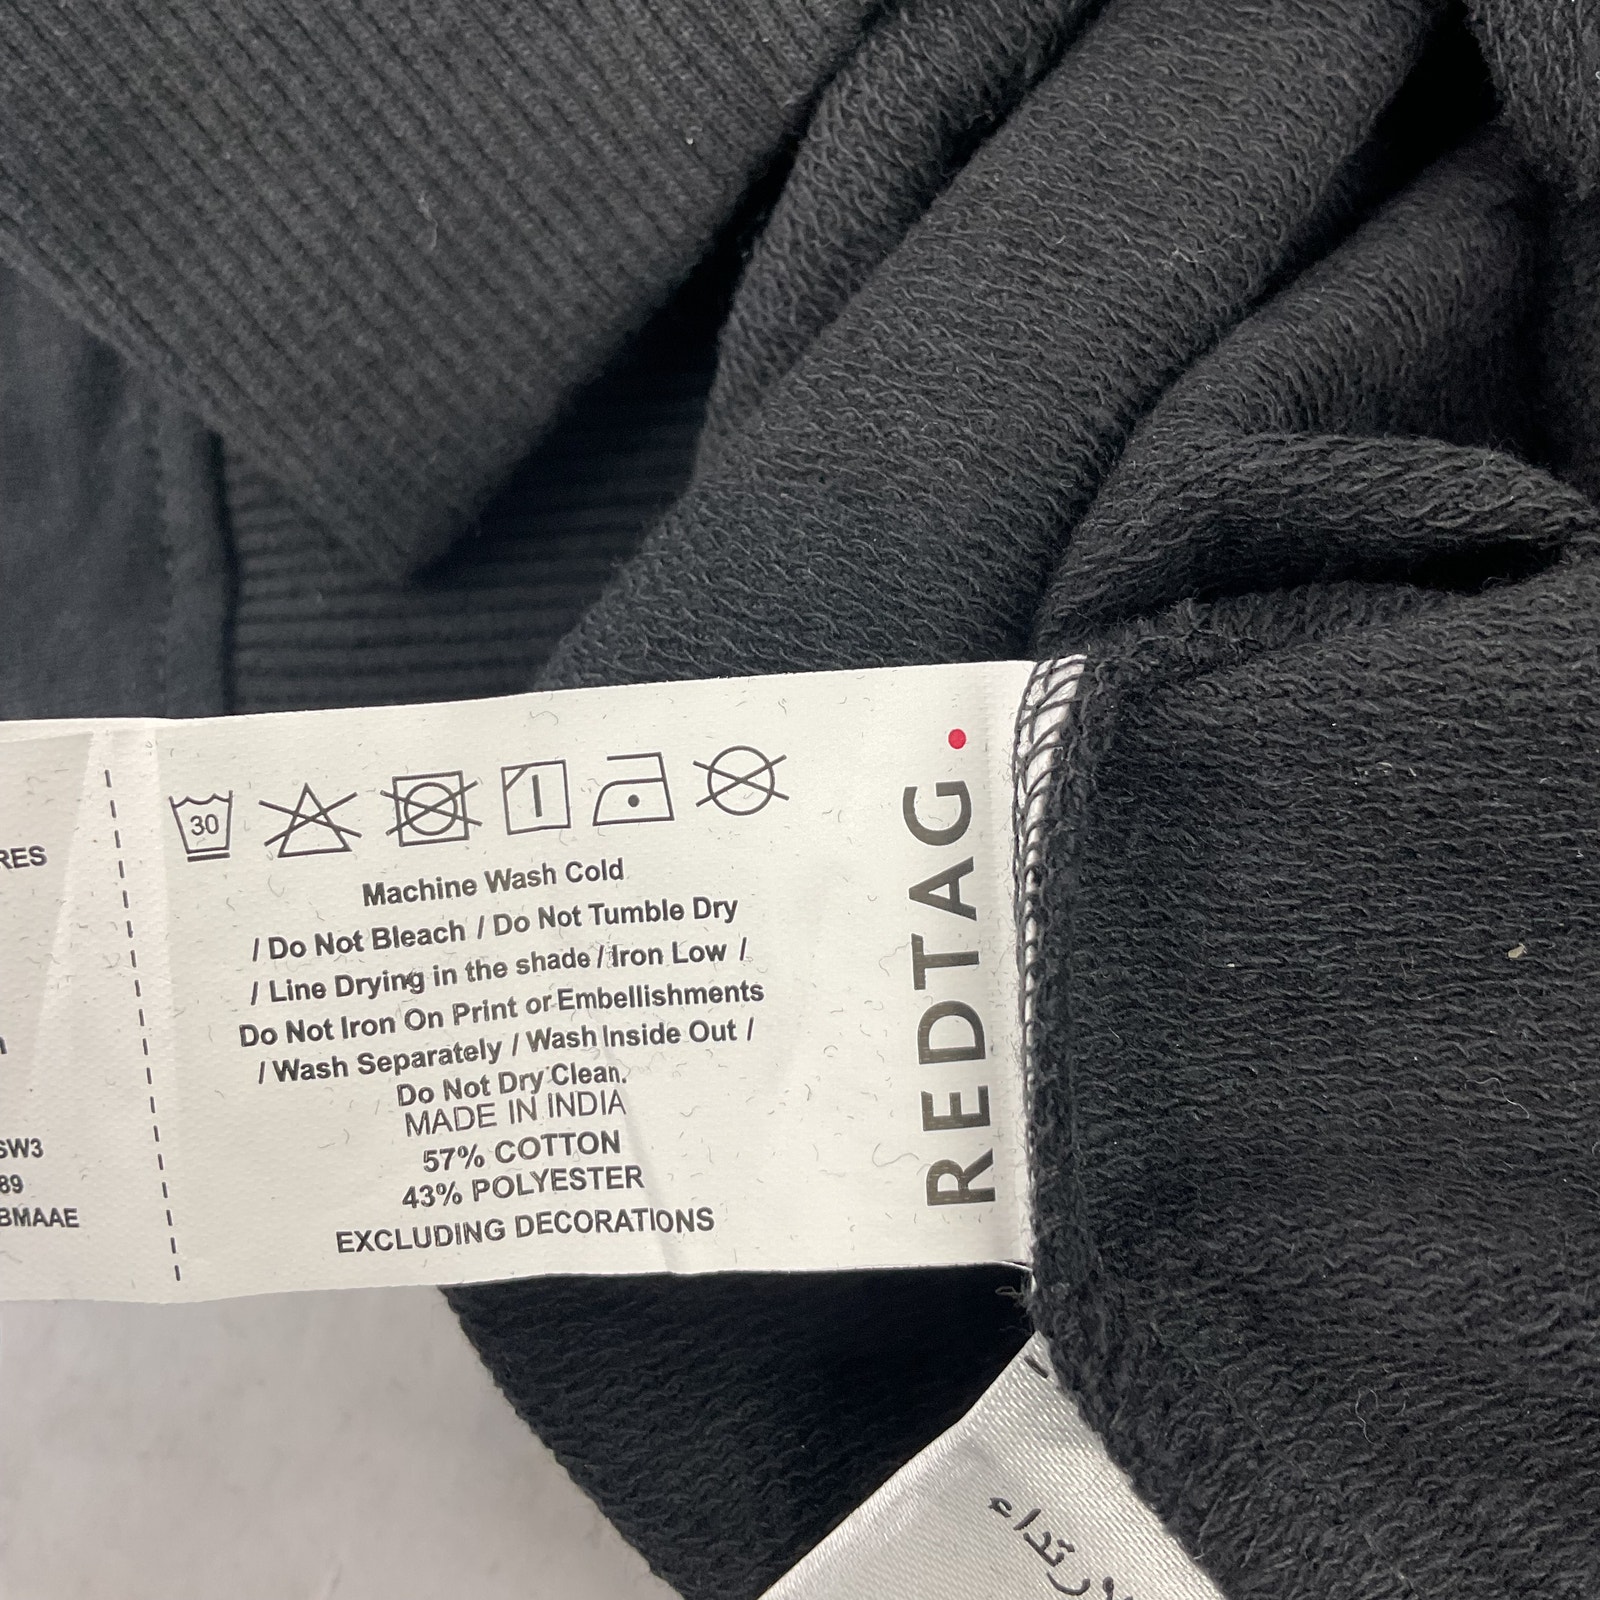 RES
SW3
89
BMAAE
30
Machine Wash Cold
/ Do Not Bleach / Do Not Tumble Dry
/ Line Drying in the shade / Iron Low /
Do Not Iron On Print or Embellishments
/ Wash Separately / Wash Inside Out /
Do Not Dry Clean.
MADE IN INDIA
57% COTTON
43% POLYESTER
EXCLUDING DECORATIONS
REDTAG